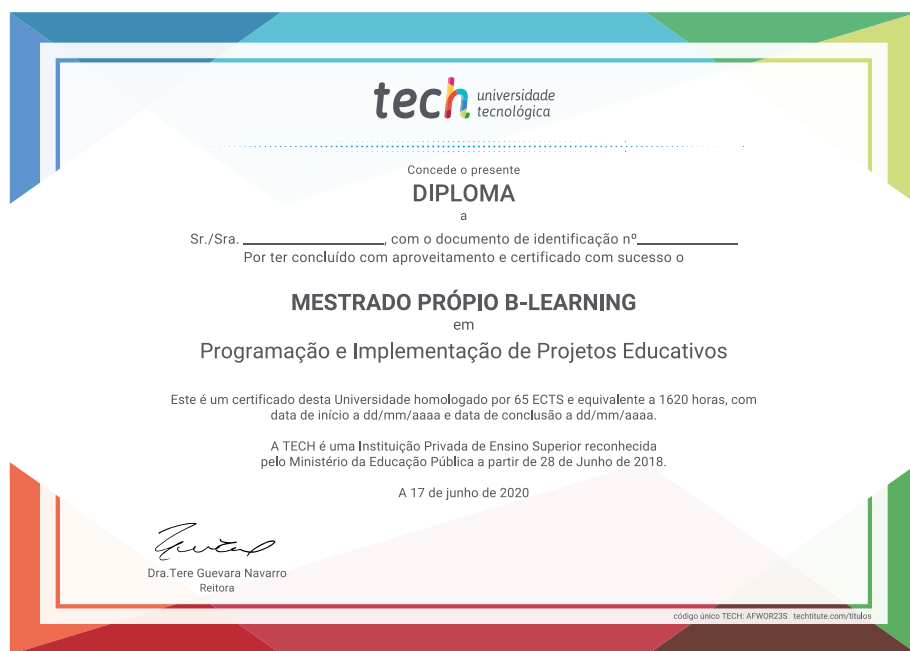 tech universidade
tecnológica
Concede o presente
DIPLOMA
a
Sr./Sra. ________________, com o documento de identificação nº____________
Por ter concluído com aproveitamento e certificado com sucesso o
MESTRADO PRÓPIO B-LEARNING
em
Programação e Implementação de Projetos Educativos
Este é um certificado desta Universidade homologado por 65 ECTS e equivalente a 1620 horas, com
data de início a dd/mm/aaaa e data de conclusão a dd/mm/aaaa.
A TECH é uma Instituição Privada de Ensino Superior reconhecida
pelo Ministério da Educação Pública a partir de 28 de Junho de 2018.
A 17 de junho de 2020
Dra.Tere Guevara Navarro
Reitora
código único TECH: AFWOR23S techtitute.com/titulos